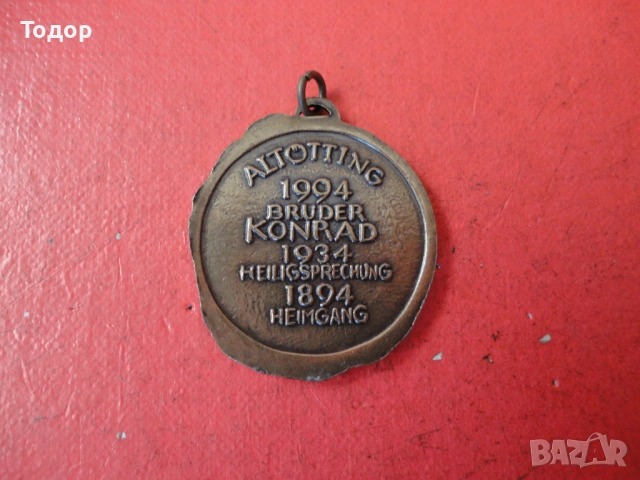 Тодор
ALTÖTTING
1994
BRUDER
KONRAD
1934
HEILIGSPRECHUNG
1894
HEIMGANG
BAZAR